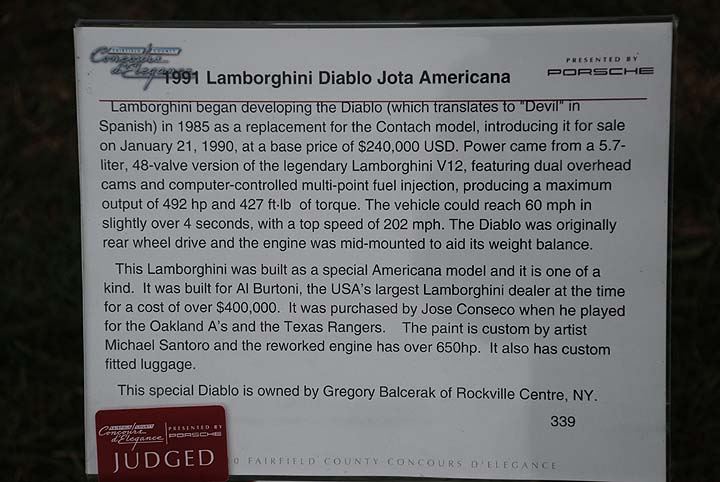 FAIRFIELD COUNTY
Concours
d'Elegance
1991 Lamborghini Diablo Jota Americana
PRESENTED BY
PORSCHE
Lamborghini began developing the Diablo (which translates to "Devil" in
Spanish) in 1985 as a replacement for the Contach model, introducing it for sale
on January 21, 1990, at a base price of $240,000 USD. Power came from a 5.7-
liter, 48-valve version of the legendary Lamborghini V12, featuring dual overhead
cams and computer-controlled multi-point fuel injection, producing a maximum
output of 492 hp and 427 ft·lb of torque. The vehicle could reach 60 mph in
slightly over 4 seconds, with a top speed of 202 mph. The Diablo was originally
rear wheel drive and the engine was mid-mounted to aid its weight balance.
This Lamborghini was built as a special Americana model and it is one of a
kind. It was built for Al Burtoni, the USA's largest Lamborghini dealer at the time
for a cost of over $400,000. It was purchased by Jose Conseco when he played
for the Oakland A's and the Texas Rangers. The paint is custom by artist
Michael Santoro and the reworked engine has over 650hp. It also has custom
fitted luggage.
This special Diablo is owned by Gregory Balcerak of Rockville Centre, NY.
339
FAIRFIELD COUNTY
Concours
d'Elegance
PRESENTED BY
PORSCHE
JUDGED
0 FAIRFIELD COUNTY CONCOURS D'ELEGANCE